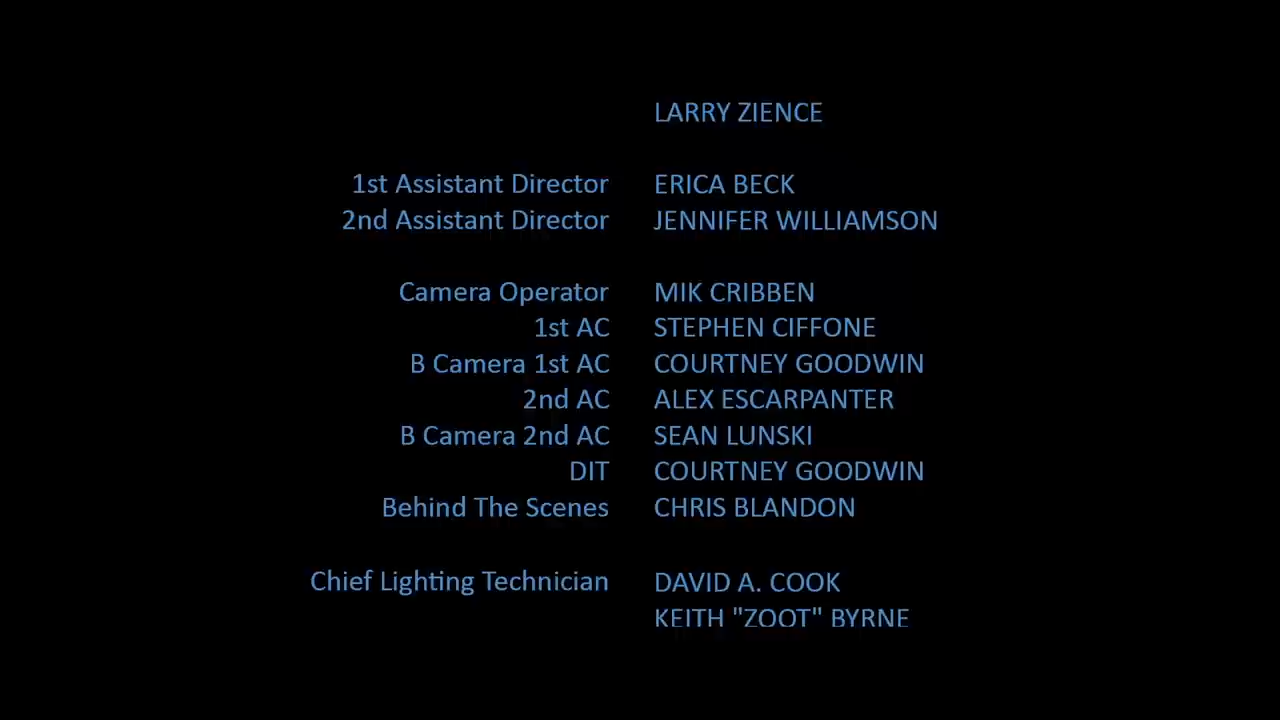 LARRY ZIENCE
1st Assistant Director ERICA BECK
2nd Assistant Director JENNIFER WILLIAMSON
Camera Operator MIK CRIBBEN
1st AC STEPHEN CIFFONE
B Camera 1st AC COURTNEY GOODWIN
2nd AC ALEX ESCARPANTER
B Camera 2nd AC SEAN LUNSKI
DIT COURTNEY GOODWIN
Behind The Scenes CHRIS BLANDON
Chief Lighting Technician DAVID A. COOK
KEITH "ZOOT" BYRNE